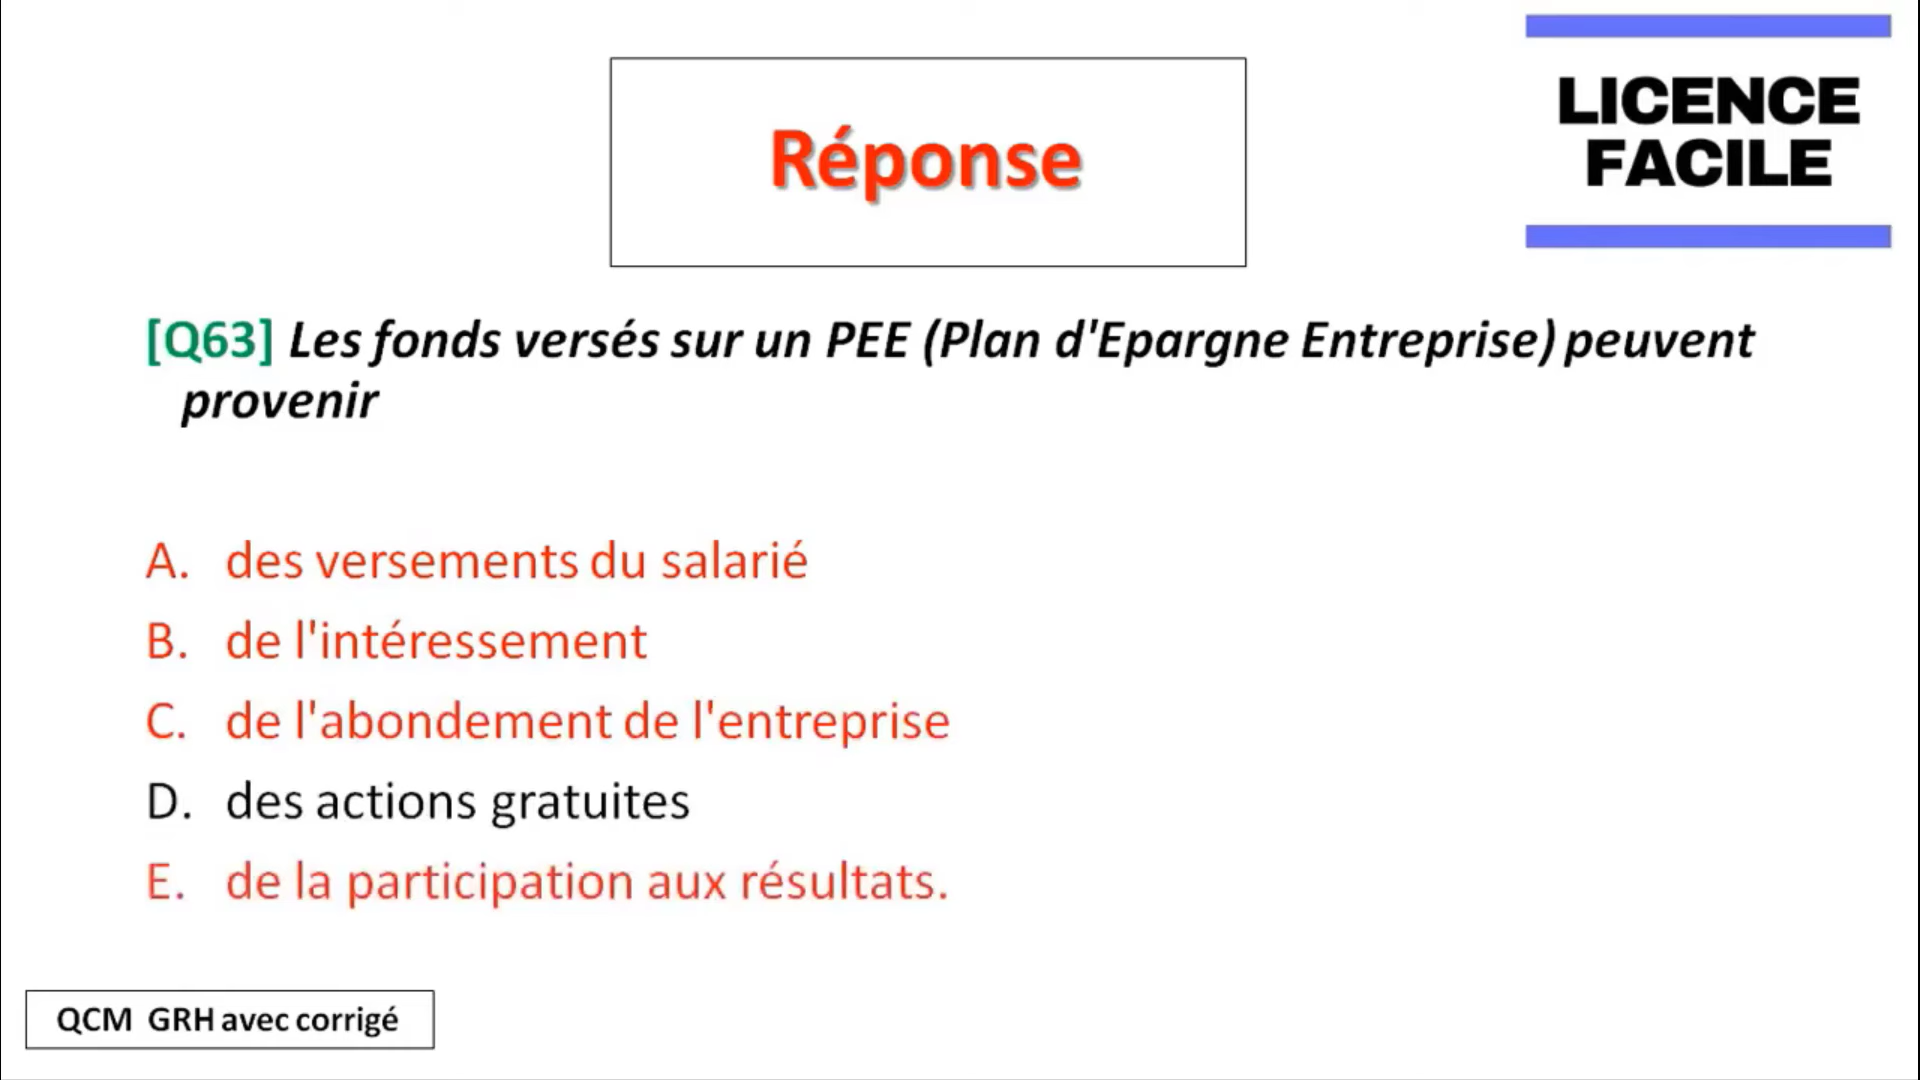 Réponse
LICENCE
FACILE
[Q63] Les fonds versés sur un PEE (Plan d'Epargne Entreprise) peuvent
provenir
A. des versements du salarié
B. de l'intéressement
C. de l'abondement de l'entreprise
D. des actions gratuites
E. de la participation aux résultats.
QCM GRH avec corrigé